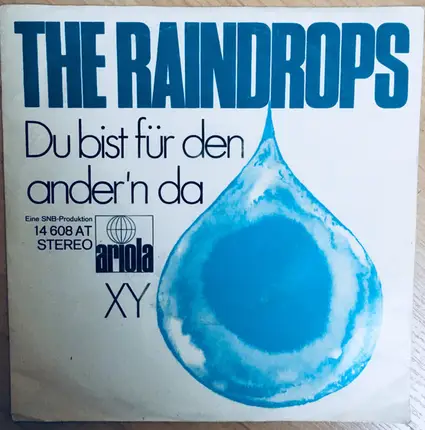 THE RAINDROPS
Du bist für den
ander'n da
Eine SNB-Produktion
14 608 AT
STEREO
ariola
XY